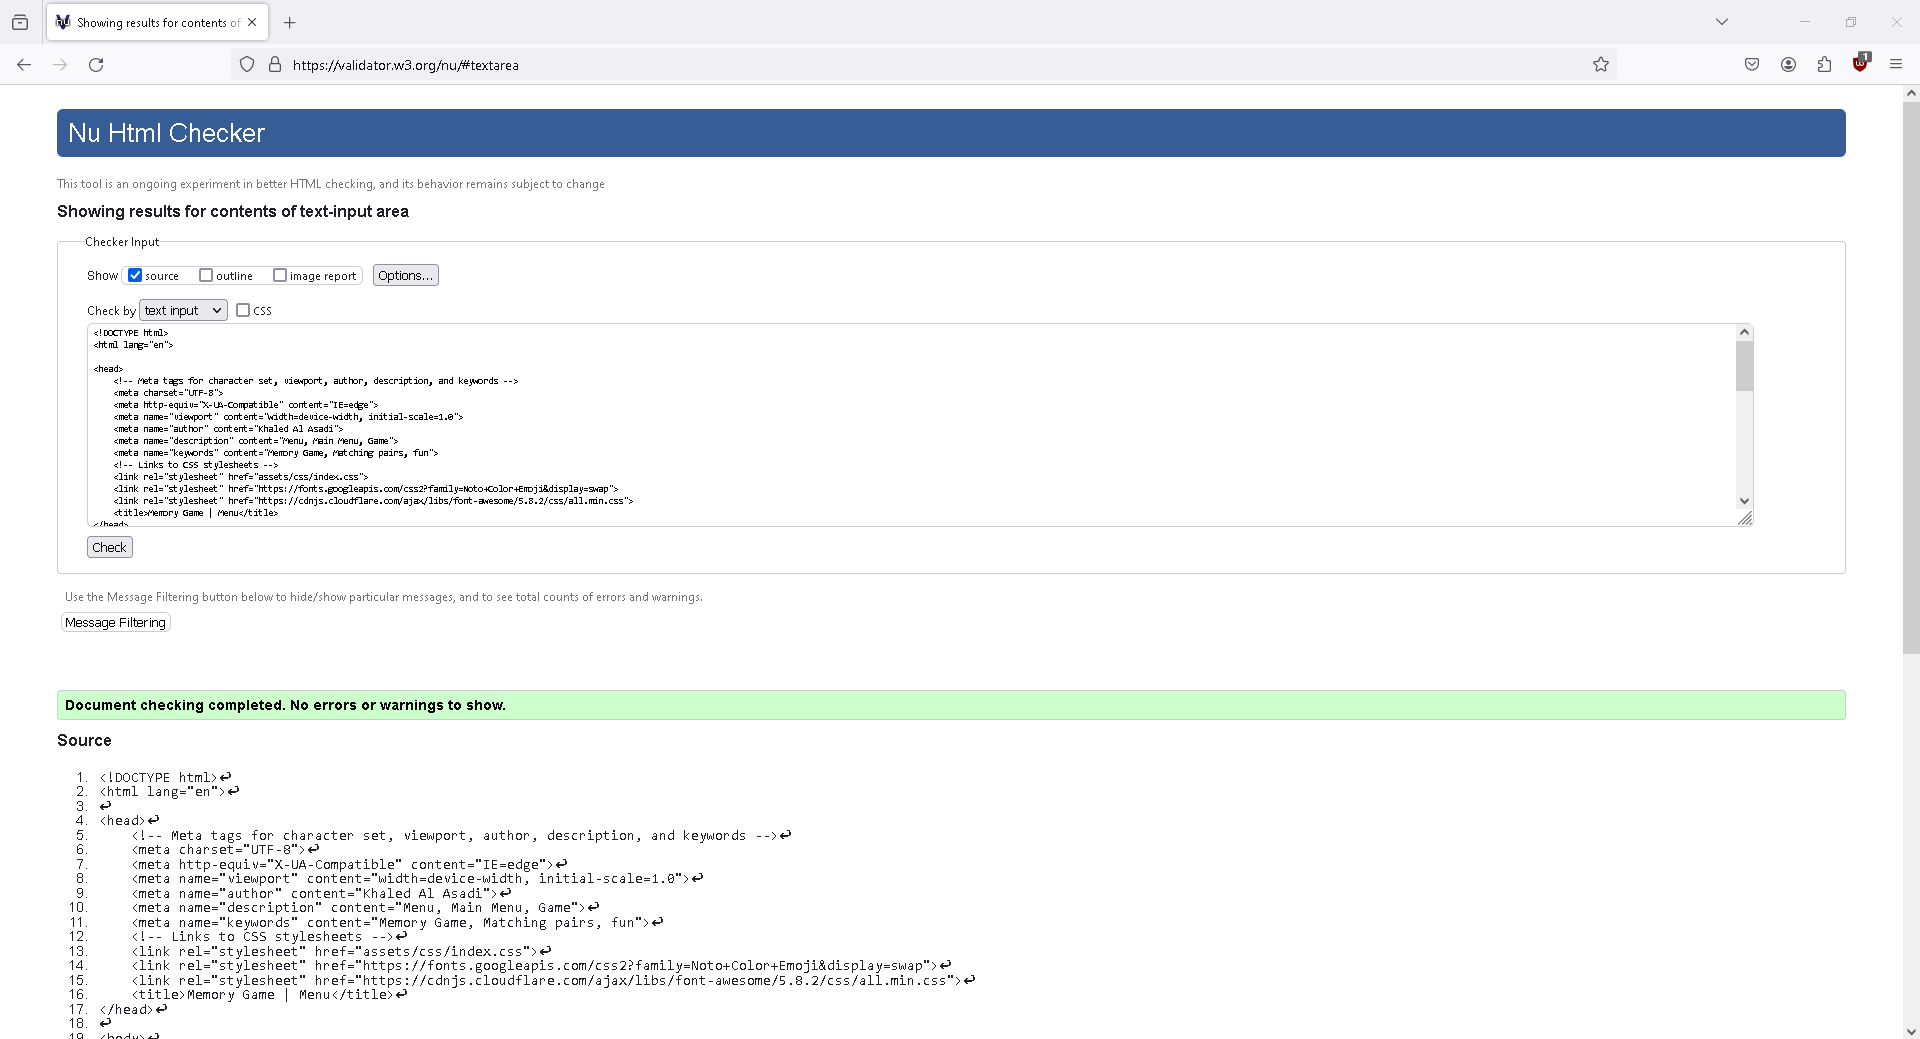 Showing results for contents of
https://validator.w3.org/nu/#textarea
1
Nu Html Checker
This tool is an ongoing experiment in better HTML checking, and its behavior remains subject to change
Showing results for contents of text-input area
Checker Input
Show source outline image report Options...
Check by text input CSS
<!DOCTYPE html>
<html lang="en">
<head>
<!-- Meta tags for character set, viewport, author, description, and keywords -->
<meta charset="UTF-8">
<meta http-equiv="X-UA-Compatible" content="IE=edge">
<meta name="viewport" content="width=device-width, initial-scale=1.0">
<meta name="author" content="Khaled Al Asadi">
<meta name="description" content="Menu, Main Menu, Game">
<meta name="keywords" content="Memory Game, Matching pairs, fun">
<!-- Links to CSS stylesheets -->
<link rel="stylesheet" href="assets/css/index.css">
<link rel="stylesheet" href="https://fonts.googleapis.com/css2?family=Noto+Color+Emoji&display=swap">
<link rel="stylesheet" href="https://cdnjs.cloudflare.com/ajax/libs/font-awesome/5.8.2/css/all.min.css">
<title>Memory Game | Menu</title>
</head>
Check
Use the Message Filtering button below to hide/show particular messages, and to see total counts of errors and warnings.
Message Filtering
Document checking completed. No errors or warnings to show.
Source
1. <!DOCTYPE html>↩
2. <html lang="en">↩
3. ↩
4. <head>↩
5. <!-- Meta tags for character set, viewport, author, description, and keywords -->↩
6. <meta charset="UTF-8">↩
7. <meta http-equiv="X-UA-Compatible" content="IE=edge">↩
8. <meta name="viewport" content="width=device-width, initial-scale=1.0">↩
9. <meta name="author" content="Khaled Al Asadi">↩
10. <meta name="description" content="Menu, Main Menu, Game">↩
11. <meta name="keywords" content="Memory Game, Matching pairs, fun">↩
12. <!-- Links to CSS stylesheets -->↩
13. <link rel="stylesheet" href="assets/css/index.css">↩
14. <link rel="stylesheet" href="https://fonts.googleapis.com/css2?family=Noto+Color+Emoji&display=swap">↩
15. <link rel="stylesheet" href="https://cdnjs.cloudflare.com/ajax/libs/font-awesome/5.8.2/css/all.min.css">↩
16. <title>Memory Game | Menu</title>↩
17. </head>↩
18. ↩
19. <body>↩